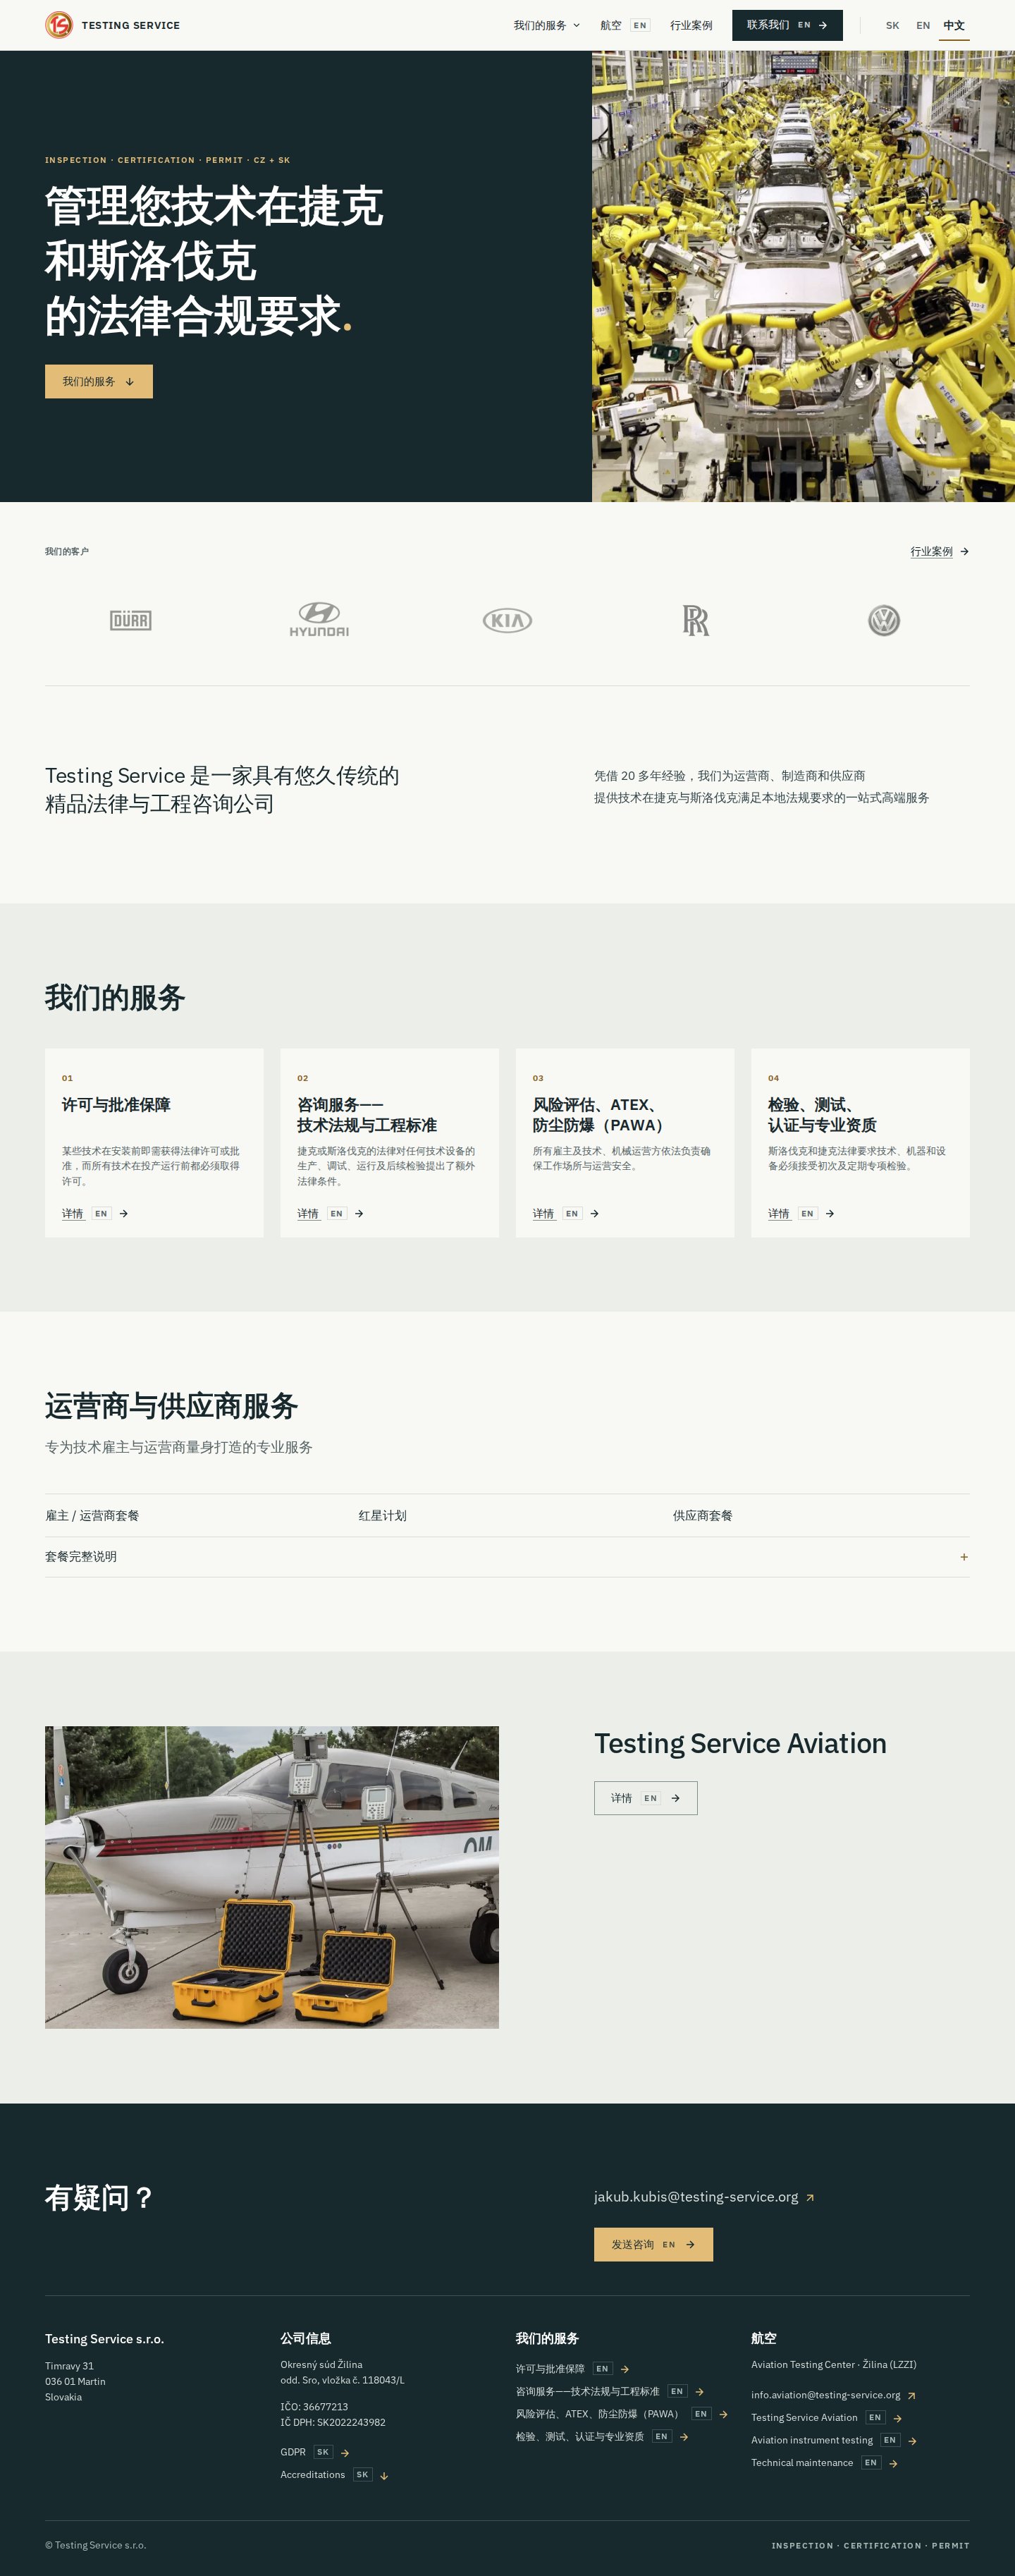 TESTING SERVICE
我们的服务
航空 EN
行业案例
联系我们 EN
SK EN 中文
INSPECTION · CERTIFICATION · PERMIT · CZ + SK
管理您技术在捷克
和斯洛伐克
的法律合规要求.
我们的服务
我们的客户
行业案例
DÜRR
HYUNDAI
KIA
RR
VW
Testing Service 是一家具有悠久传统的
精品法律与工程咨询公司
凭借 20 多年经验，我们为运营商、制造商和供应商
提供技术在捷克与斯洛伐克满足本地法规要求的一站式高端服务
我们的服务
01
许可与批准保障
某些技术在安装前即需获得法律许可或批
准，而所有技术在投产运行前都必须取得
许可。
详情 EN
02
咨询服务——
技术法规与工程标准
捷克或斯洛伐克的法律对任何技术设备的
生产、调试、运行及后续检验提出了额外
法律条件。
详情 EN
03
风险评估、ATEX、
防尘防爆（PAWA）
所有雇主及技术、机械运营方依法负责确
保工作场所与运营安全。
详情 EN
04
检验、测试、
认证与专业资质
斯洛伐克和捷克法律要求技术、机器和设
备必须接受初次及定期专项检验。
详情 EN
运营商与供应商服务
专为技术雇主与运营商量身打造的专业服务
雇主 / 运营商套餐
红星计划
供应商套餐
套餐完整说明
Testing Service Aviation
详情 EN
有疑问？
jakub.kubis@testing-service.org
发送咨询 EN
Testing Service s.r.o.
Timravy 31
036 01 Martin
Slovakia
公司信息
Okresný súd Žilina
odd. Sro, vložka č. 118043/L
IČO: 36677213
IČ DPH: SK2022243982
GDPR SK
Accreditations SK
我们的服务
许可与批准保障 EN
咨询服务——技术法规与工程标准 EN
风险评估、ATEX、防尘防爆（PAWA） EN
检验、测试、认证与专业资质 EN
航空
Aviation Testing Center · Žilina (LZZI)
info.aviation@testing-service.org
Testing Service Aviation EN
Aviation instrument testing EN
Technical maintenance EN
© Testing Service s.r.o.
INSPECTION · CERTIFICATION · PERMIT